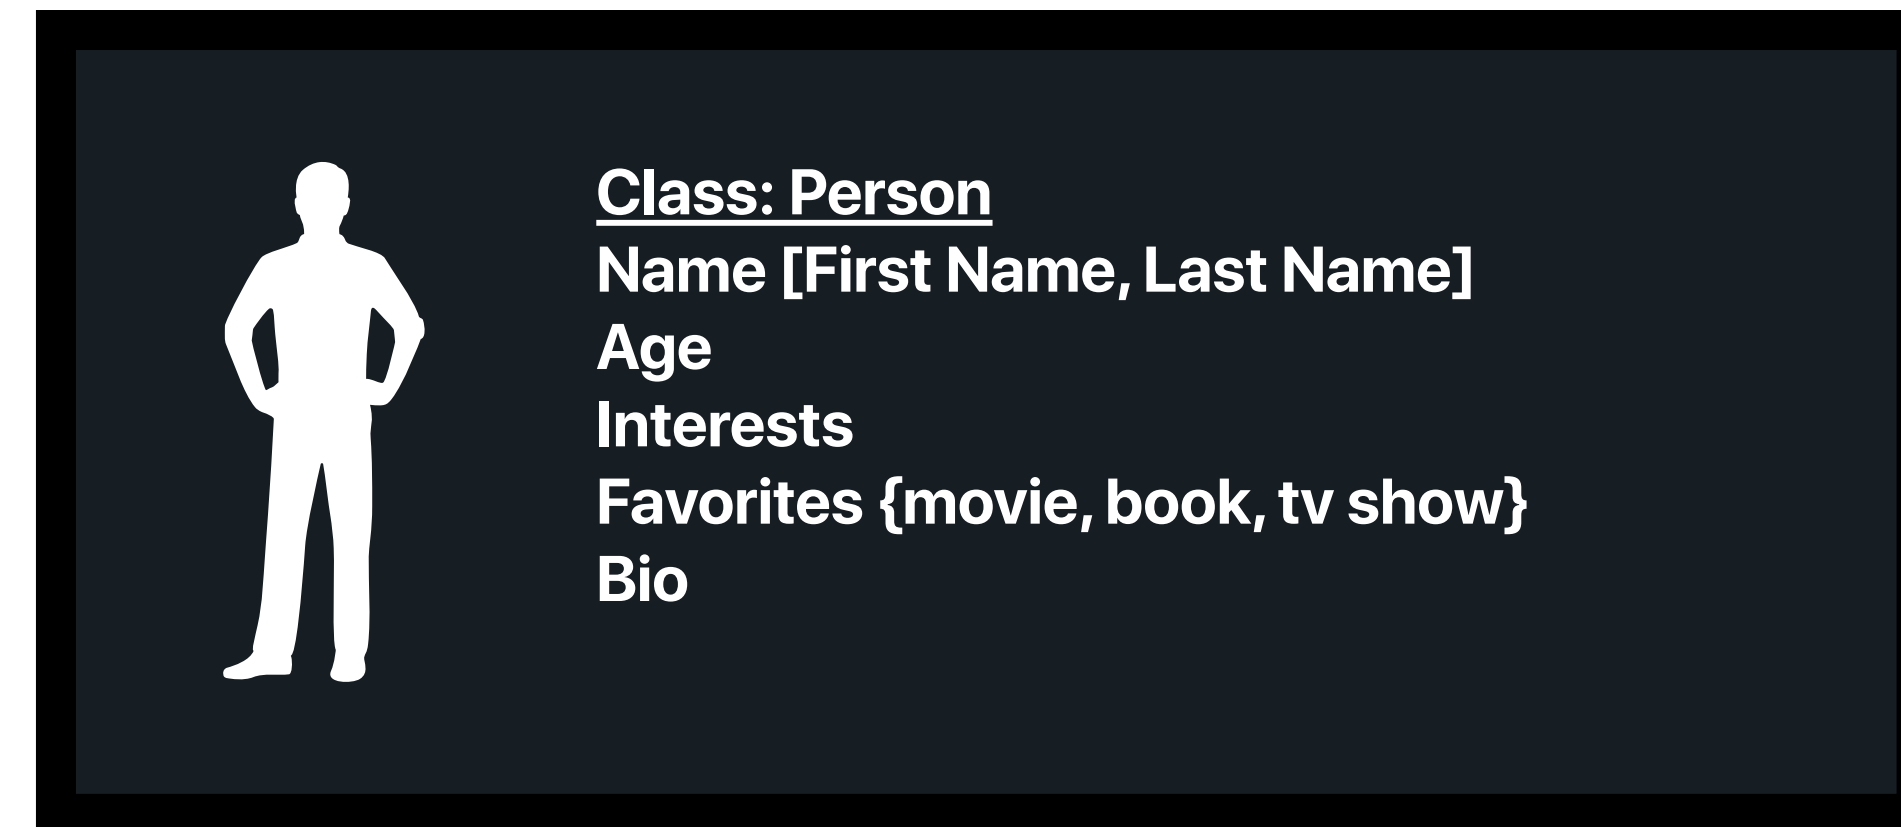 Class: Person
Name [First Name, Last Name]
Age
Interests
Favorites {movie, book, tv show}
Bio